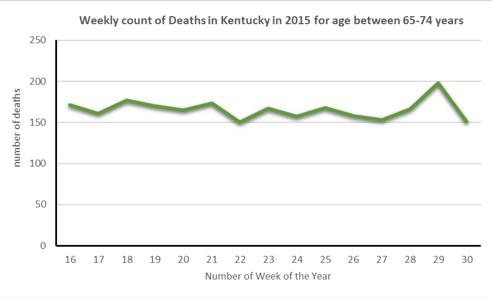 Weekly count of Deaths in Kentucky in 2015 for age between 65-74 years
250
200
150
100
50
0
number of deaths
16 17 18 19 20 21 22 23 24 25 26 27 28 29 30
Number of Week of the Year